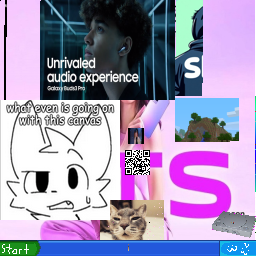 Unrivaled
audio experience
Galaxy Buds3 Pro
S
what even is going on
with this canvas
TS
Start